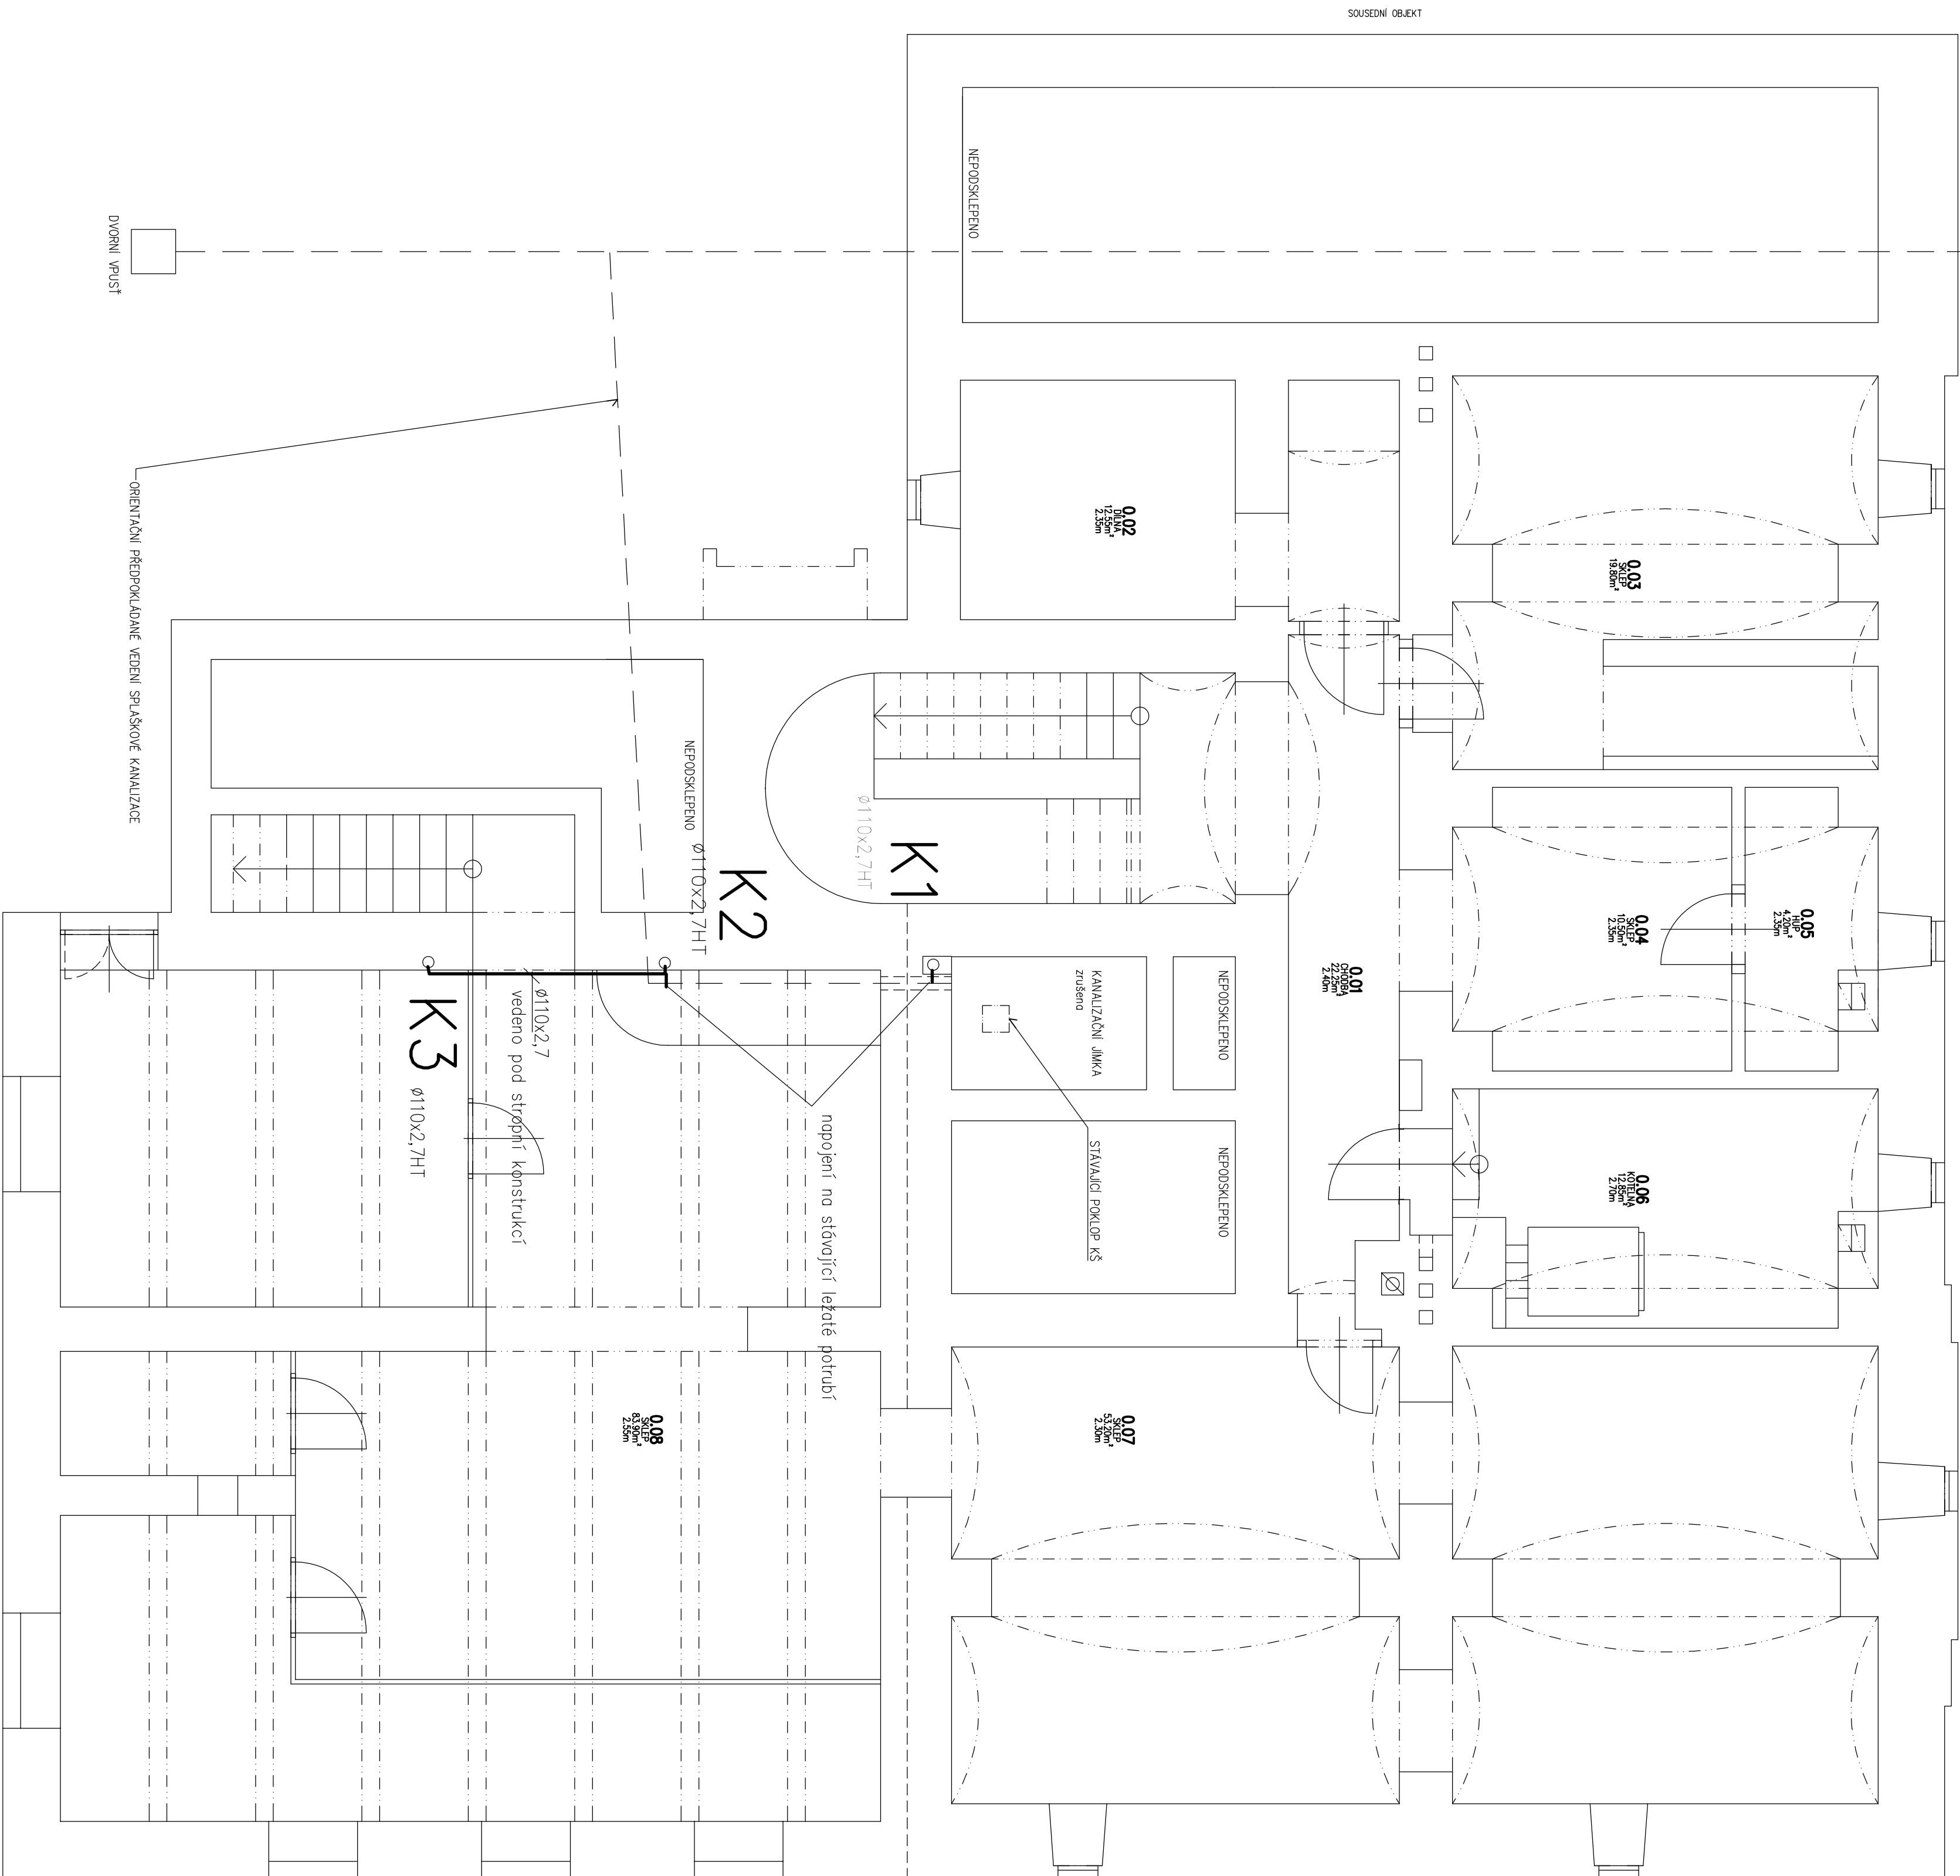 SOUSEDNÍ OBJEKT
NEPODSKLEPENO
DVORNÍ VPUSŤ
ORIENTAČNÍ PŘEDPOKLÁDANÉ VEDENÍ SPLAŠKOVÉ KANALIZACE
0.02
DÍLNA
12.55m²
2.35m
0.03
SKLEP
19.80m²
0.04
SKLEP
10.50m²
2.35m
0.05
HUP
4.20m²
2.35m
0.01
CHODBA
22.25m²
2.40m
0.06
KOTELNA
12.85m²
2.70m
K1
Ø110x2,7HT
K2
Ø110x2,7HT
NEPODSKLEPENO
K3
Ø110x2,7HT
Ø110x2,7
vedeno pod stropní konstrukcí
NEPODSKLEPENO
KANALIZAČNÍ JÍMKA
zrušena
STÁVAJÍCÍ POKLOP KŠ
NEPODSKLEPENO
napojení na stávající ležaté potrubí
0.07
SKLEP
53.20m²
2.30m
0.08
SKLEP
83.90m²
2.55m